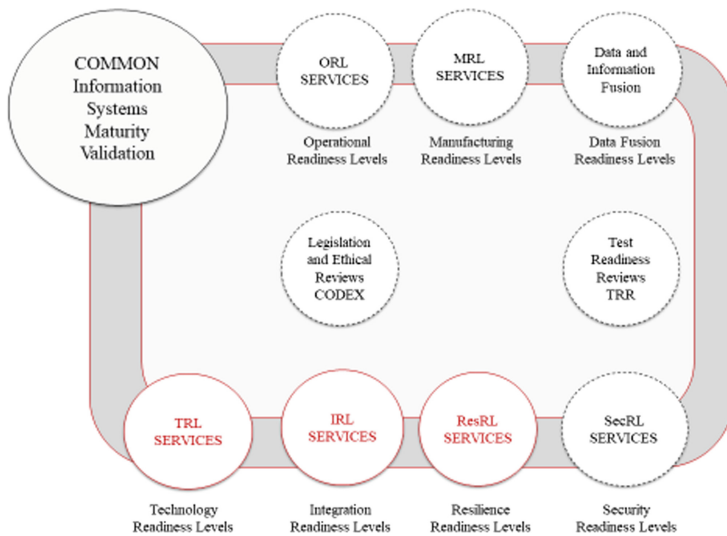 COMMON
Information
Systems
Maturity
Validation
ORL
SERVICES
MRL
SERVICES
Data and
Information
Fusion
Operational
Readiness Levels
Manufacturing
Readiness Levels
Data Fusion
Readiness Levels
Legislation
and Ethical
Reviews
CODEX
Test
Readiness
Reviews
TRR
TRL
SERVICES
IRL
SERVICES
ResRL
SERVICES
SecRL
SERVICES
Technology
Readiness Levels
Integration
Readiness Levels
Resilience
Readiness Levels
Security
Readiness Levels